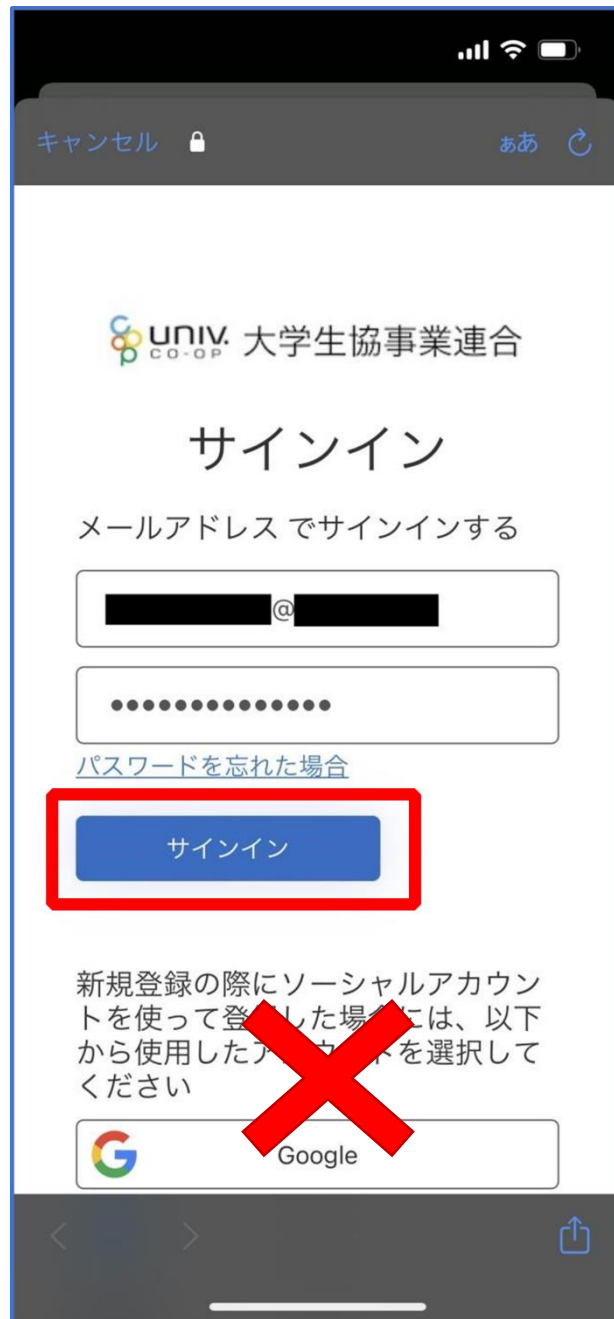 キャンセル
ぁあ
UNIV. CO-OP 大学生協事業連合
サインイン
メールアドレス でサインインする
@
••••••••••••••
パスワードを忘れた場合
サインイン
新規登録の際にソーシャルアカウン
トを使って登した場には、以下
から使用したアトを選択して
ください
Google